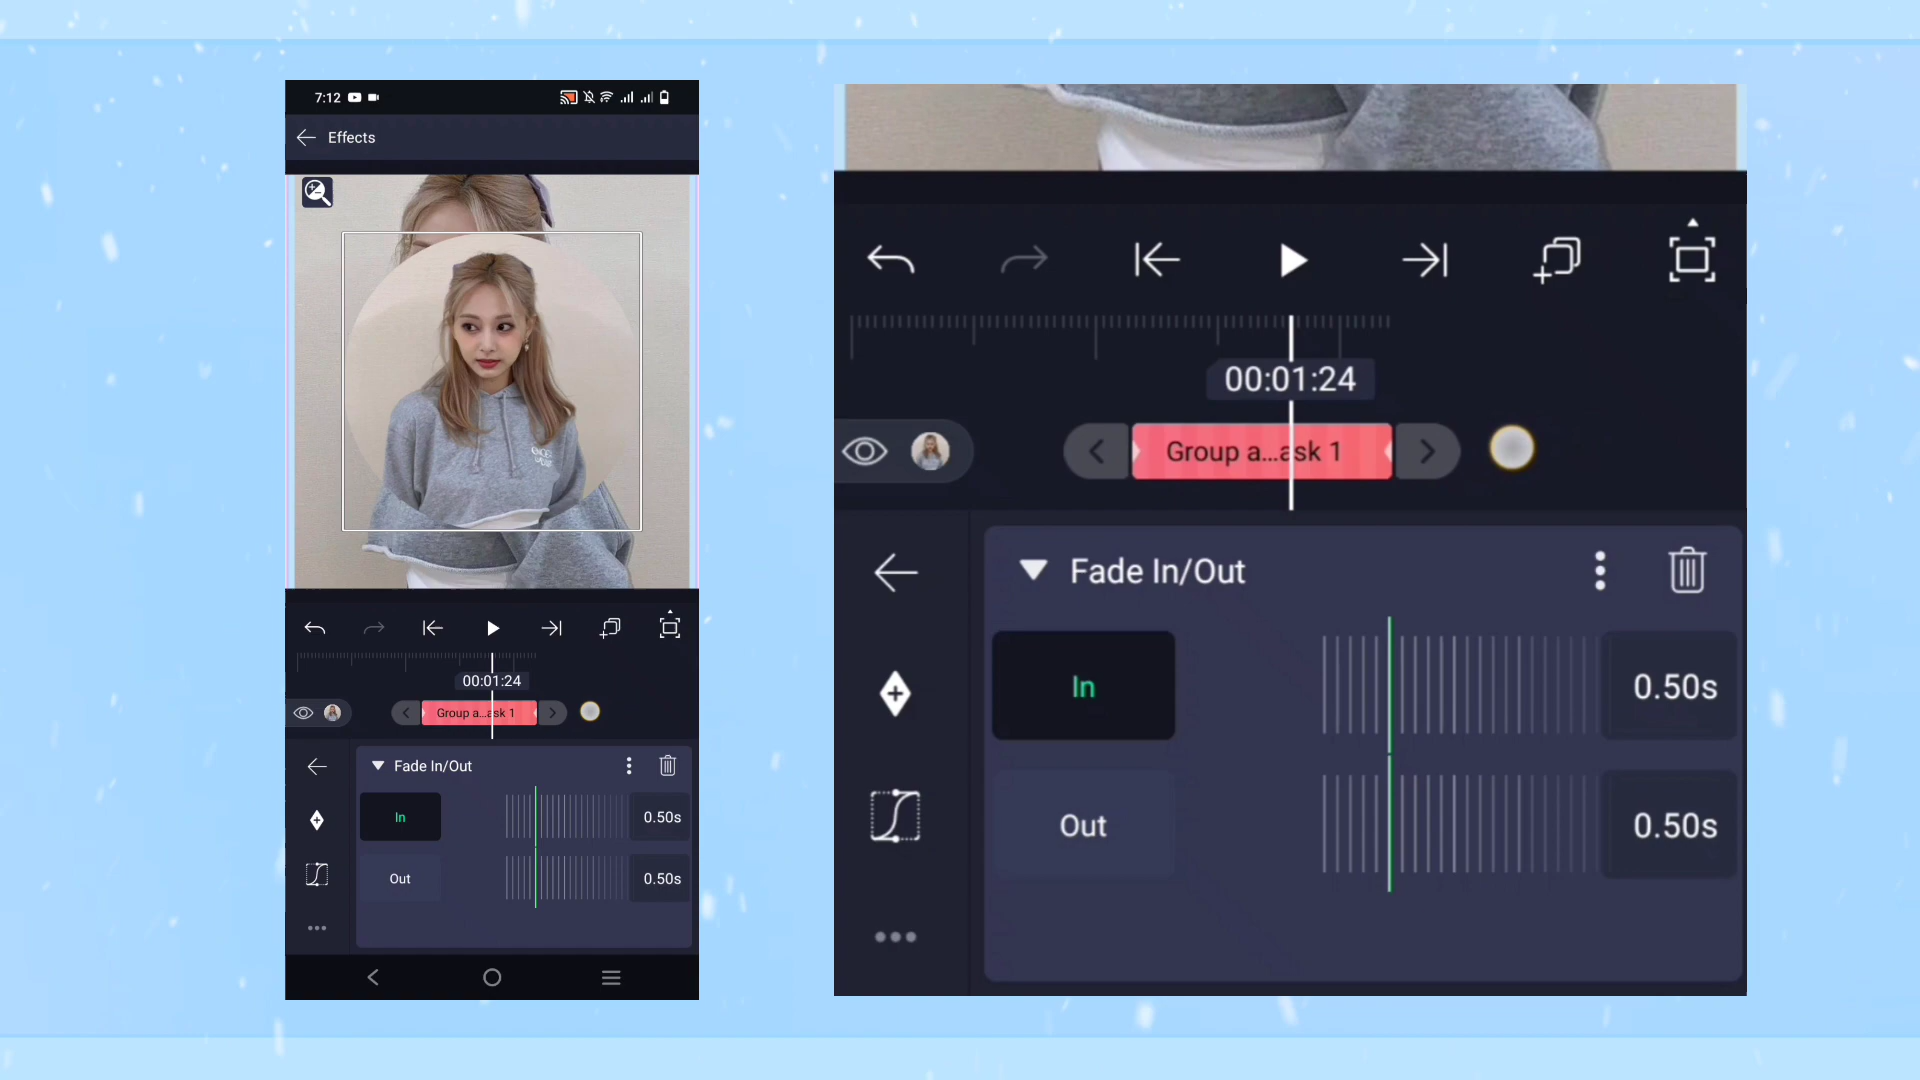 7:12
Effects
00:01:24
Group a...ask 1
Fade In/Out
In
0.50s
Out
0.50s
00:01:24
Group a...ask 1
Fade In/Out
In
0.50s
Out
0.50s